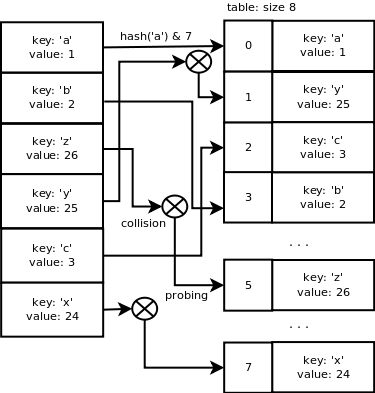 table: size 8
hash('a') & 7
key: 'a'
value: 1
key: 'b'
value: 2
key: 'z'
value: 26
key: 'y'
value: 25
key: 'c'
value: 3
key: 'x'
value: 24
collision
probing
0
key: 'a'
value: 1
1
key: 'y'
value: 25
2
key: 'c'
value: 3
3
key: 'b'
value: 2
. . .
5
key: 'z'
value: 26
. . .
7
key: 'x'
value: 24